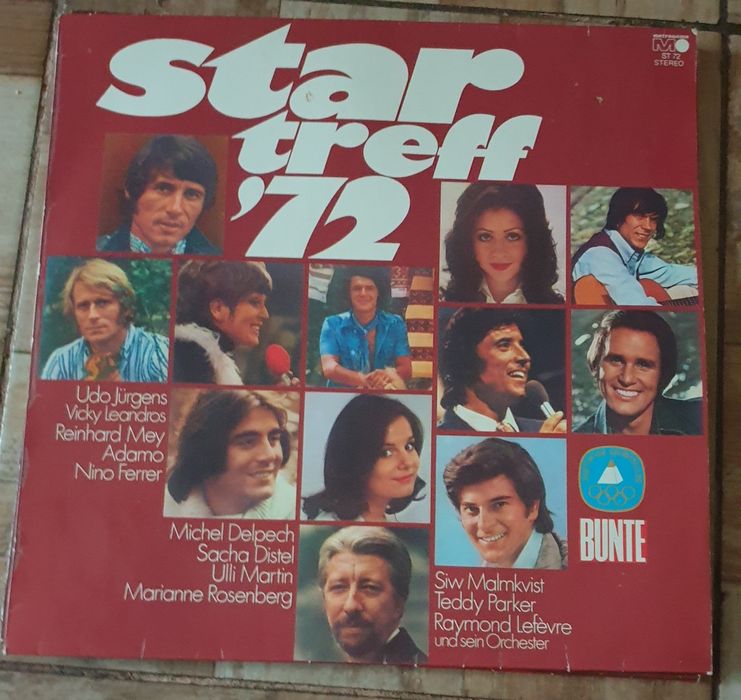 star
treff
'72
metronome
ST 72
STEREO
Udo Jürgens
Vicky Leandros
Reinhard Mey
Adamo
Nino Ferrer
Michel Delpech
Sacha Distel
Ulli Martin
Marianne Rosenberg
Siw Malmkvist
Teddy Parker
Raymond Lefèvre
und sein Orchester
BUNTE